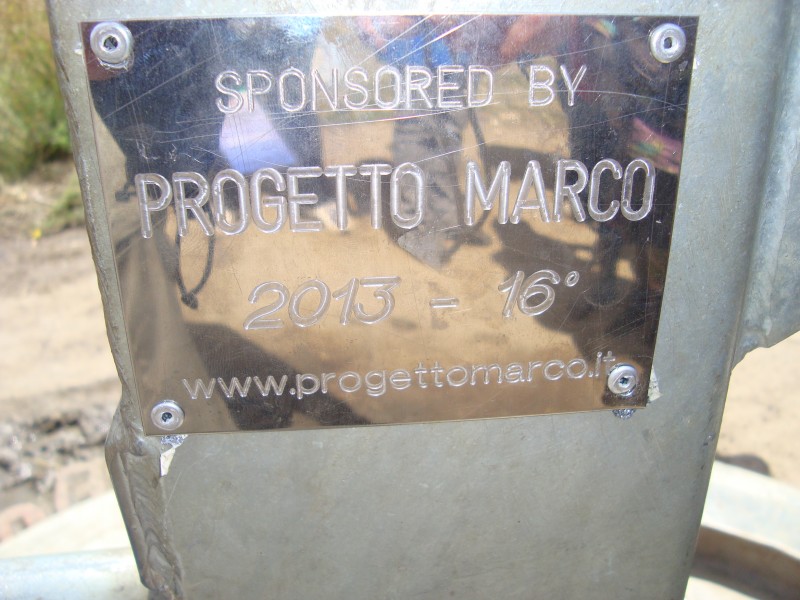 SPONSORED BY
PROGETTO MARCO
2013 - 16°
www.progettomarco.it